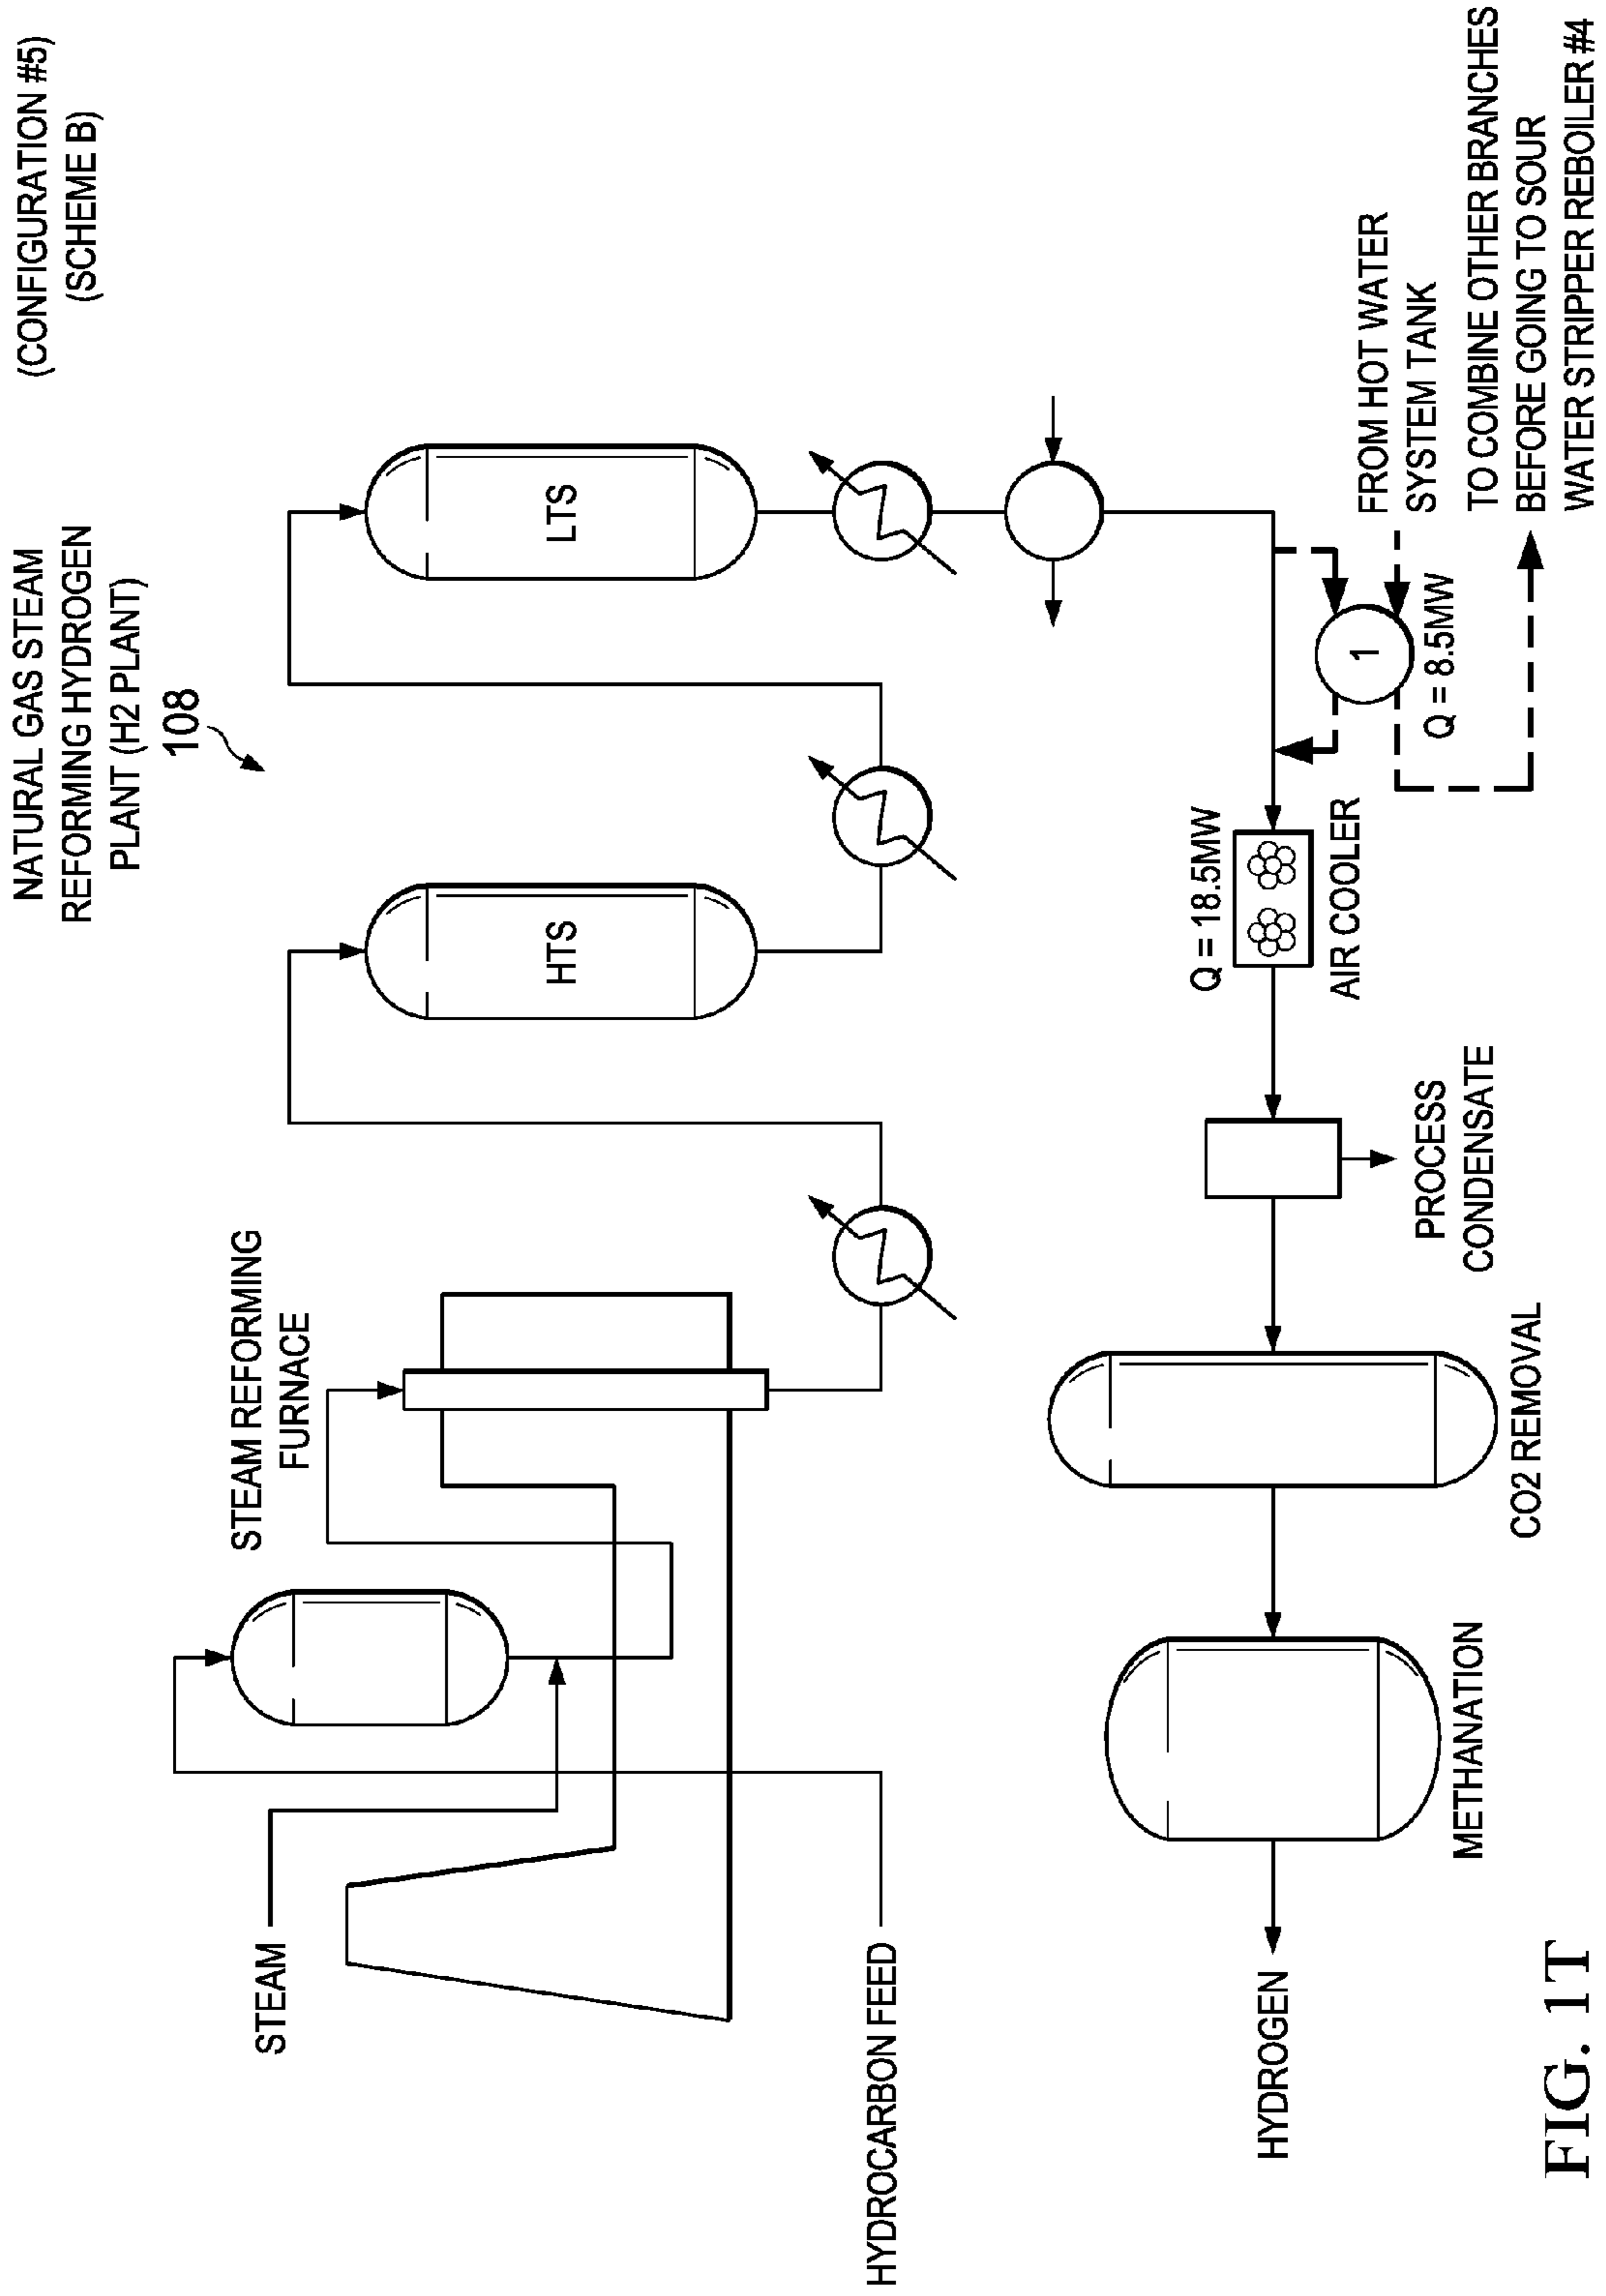 NATURAL GAS STEAM
REFORMING HYDROGEN
PLANT (H2 PLANT)
108
(CONFIGURATION #5)
(SCHEME B)
STEAM
STEAM REFORMING
FURNACE
HTS
LTS
HYDROCARBON FEED
HYDROGEN
METHANATION
CO2 REMOVAL
PROCESS
CONDENSATE
Q = 18.5MW
AIR COOLER
1
Q = 8.5MW
FROM HOT WATER
SYSTEM TANK
TO COMBINE OTHER BRANCHES
BEFORE GOING TO SOUR
WATER STRIPPER REBOILER #4
FIG. 1T